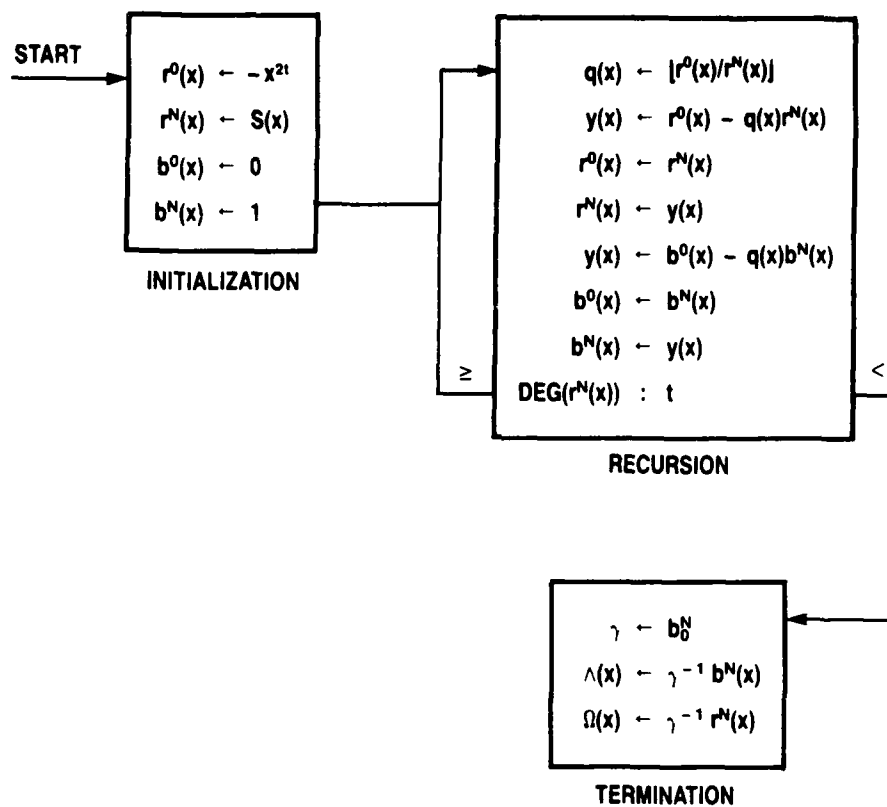 START
r⁰(x) ← −x²ᵗ
rᴺ(x) ← S(x)
b⁰(x) ← 0
bᴺ(x) ← 1
INITIALIZATION
q(x) ← ⌊r⁰(x)/rᴺ(x)⌋
y(x) ← r⁰(x) − q(x)rᴺ(x)
r⁰(x) ← rᴺ(x)
rᴺ(x) ← y(x)
y(x) ← b⁰(x) − q(x)bᴺ(x)
b⁰(x) ← bᴺ(x)
bᴺ(x) ← y(x)
DEG(rᴺ(x)) : t
≥
<
RECURSION
γ ← b₀ᴺ
Λ(x) ← γ⁻¹ bᴺ(x)
Ω(x) ← γ⁻¹ rᴺ(x)
TERMINATION